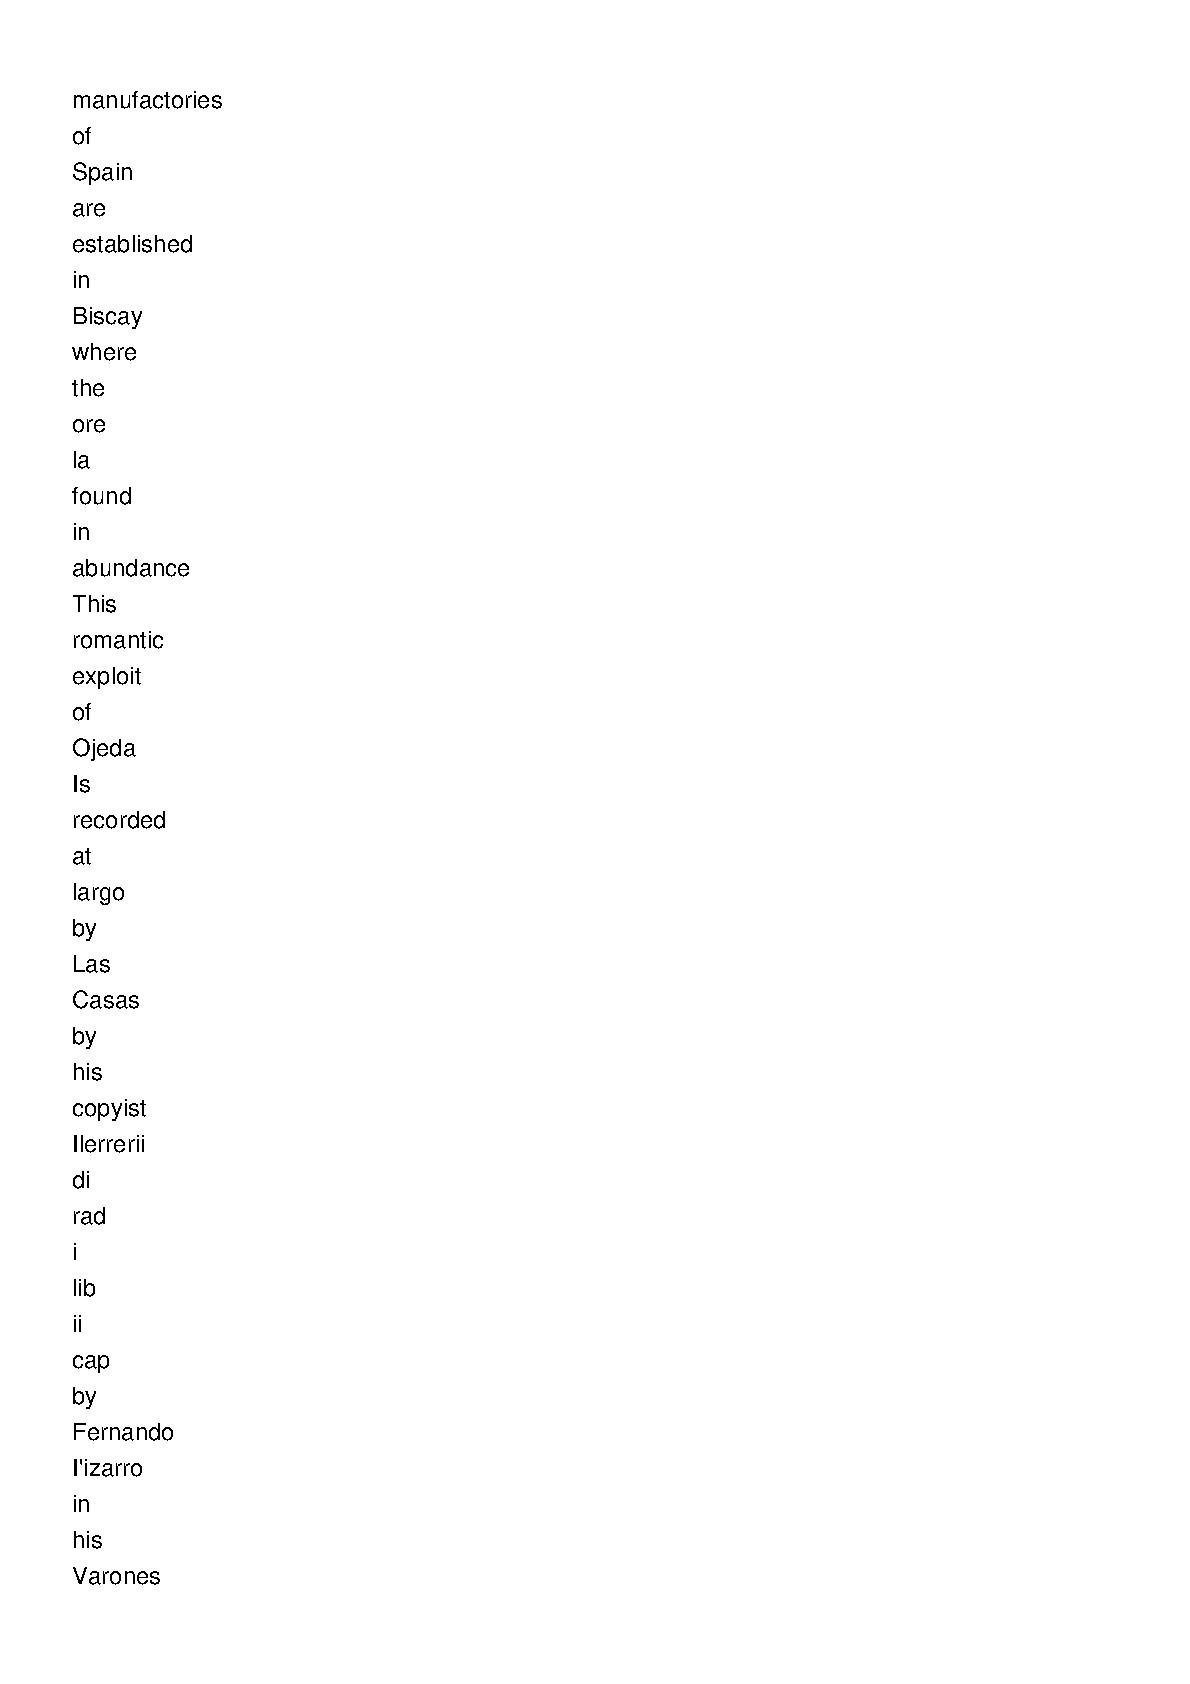 manufactories
of
Spain
are
established
in
Biscay
where
the
ore
la
found
in
abundance
This
romantic
exploit
of
Ojeda
Is
recorded
at
largo
by
Las
Casas
by
his
copyist
Ilerrerii
di
rad
i
lib
ii
cap
by
Fernando
I'izarro
in
his
Varones